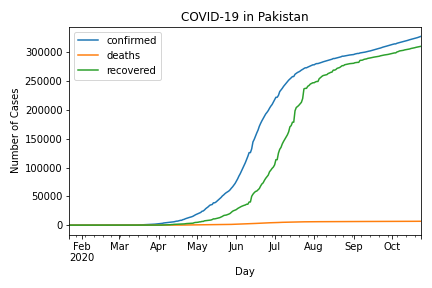 COVID-19 in Pakistan
confirmed
deaths
recovered
Number of Cases
300000
250000
200000
150000
100000
50000
0
Feb Mar Apr May Jun Jul Aug Sep Oct
2020
Day